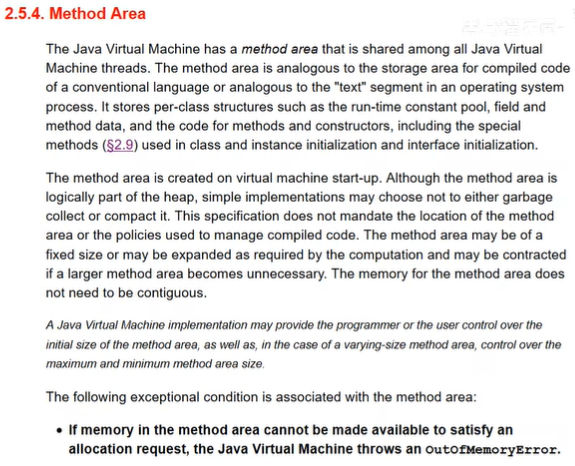 2.5.4. Method Area
The Java Virtual Machine has a method area that is shared among all Java Virtual
Machine threads. The method area is analogous to the storage area for compiled code
of a conventional language or analogous to the "text" segment in an operating system
process. It stores per-class structures such as the run-time constant pool, field and
method data, and the code for methods and constructors, including the special
methods (§2.9) used in class and instance initialization and interface initialization.
The method area is created on virtual machine start-up. Although the method area is
logically part of the heap, simple implementations may choose not to either garbage
collect or compact it. This specification does not mandate the location of the method
area or the policies used to manage compiled code. The method area may be of a
fixed size or may be expanded as required by the computation and may be contracted
if a larger method area becomes unnecessary. The memory for the method area does
not need to be contiguous.
A Java Virtual Machine implementation may provide the programmer or the user control over the
initial size of the method area, as well as, in the case of a varying-size method area, control over the
maximum and minimum method area size.
The following exceptional condition is associated with the method area:
• If memory in the method area cannot be made available to satisfy an
allocation request, the Java Virtual Machine throws an OutOfMemoryError.